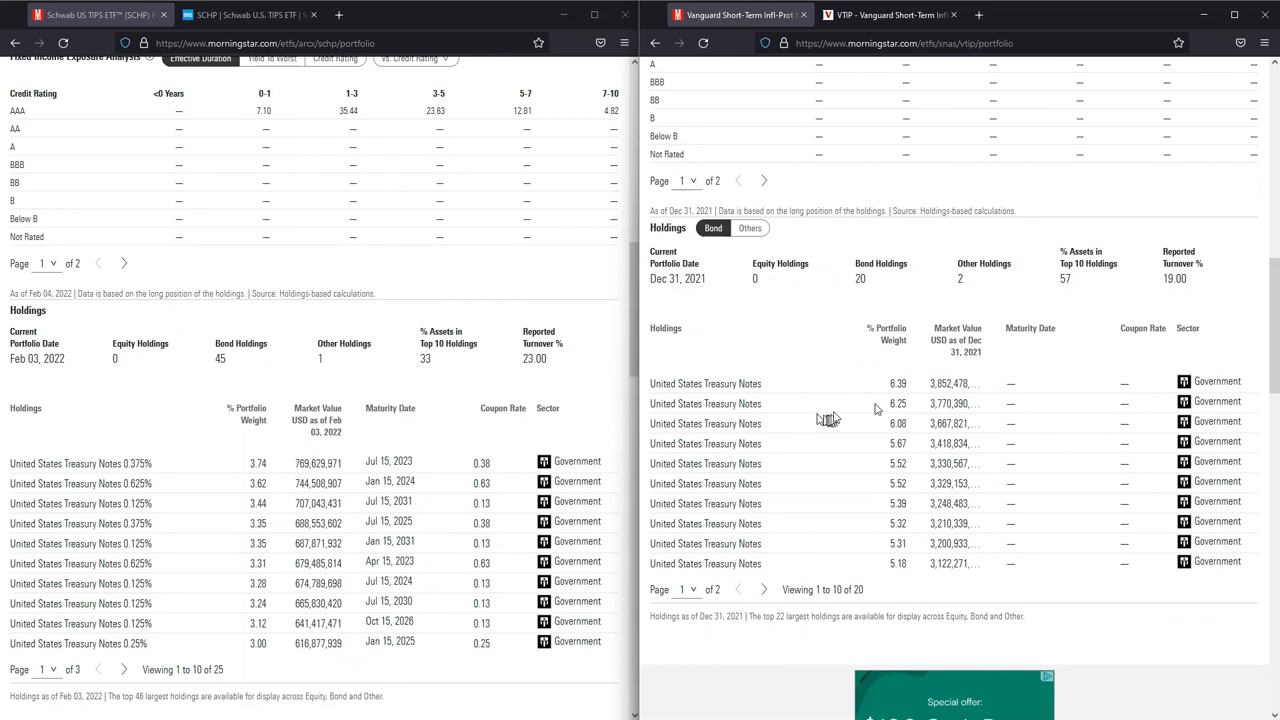 Schwab US TIPS ETF™ (SCHP) P
SCHP | Schwab U.S. TIPS ETF | S
Vanguard Short-Term Infl-Prot S
VTIP - Vanguard Short-Term Infl
https://www.morningstar.com/etfs/arcx/schp/portfolio
https://www.morningstar.com/etfs/xnas/vtip/portfolio
Fixed Income Exposure Analysis
Effective Duration Yield To Worst Credit Rating Vs. Credit Rating
Credit Rating <0 Years 0-1 1-3 3-5 5-7 7-10
AAA — 7.10 35.44 23.63 12.81 4.82
AA — — — — — —
A — — — — — —
BBB — — — — — —
BB — — — — — —
B — — — — — —
Below B — — — — — —
Not Rated — — — — — —
Page 1 of 2
As of Feb 04, 2022 | Data is based on the long position of the holdings. | Source: Holdings-based calculations.
Holdings
Current Portfolio Date Equity Holdings Bond Holdings Other Holdings % Assets in Top 10 Holdings Reported Turnover %
Feb 03, 2022 0 45 1 33 23.00
Holdings % Portfolio Weight Market Value USD as of Feb 03, 2022 Maturity Date Coupon Rate Sector
United States Treasury Notes 0.375% 3.74 769,629,971 Jul 15, 2023 0.38 Government
United States Treasury Notes 0.625% 3.62 744,508,907 Jan 15, 2024 0.63 Government
United States Treasury Notes 0.125% 3.44 707,043,431 Jul 15, 2031 0.13 Government
United States Treasury Notes 0.375% 3.35 688,553,602 Jul 15, 2025 0.38 Government
United States Treasury Notes 0.125% 3.35 687,871,932 Jan 15, 2031 0.13 Government
United States Treasury Notes 0.625% 3.31 679,485,814 Apr 15, 2023 0.63 Government
United States Treasury Notes 0.125% 3.28 674,789,698 Jul 15, 2024 0.13 Government
United States Treasury Notes 0.125% 3.24 665,830,420 Jul 15, 2030 0.13 Government
United States Treasury Notes 0.125% 3.12 641,417,471 Oct 15, 2026 0.13 Government
United States Treasury Notes 0.25% 3.00 616,877,939 Jan 15, 2025 0.25 Government
Page 1 of 3 Viewing 1 to 10 of 25
Holdings as of Feb 03, 2022 | The top 46 largest holdings are available for display across Equity, Bond and Other.
A — — — — — —
BBB — — — — — —
BB — — — — — —
B — — — — — —
Below B — — — — — —
Not Rated — — — — — —
Page 1 of 2
As of Dec 31, 2021 | Data is based on the long position of the holdings. | Source: Holdings-based calculations.
Holdings Bond Others
Current Portfolio Date Equity Holdings Bond Holdings Other Holdings % Assets in Top 10 Holdings Reported Turnover %
Dec 31, 2021 0 20 2 57 19.00
Holdings % Portfolio Weight Market Value USD as of Dec 31, 2021 Maturity Date Coupon Rate Sector
United States Treasury Notes 6.39 3,852,478,... — — Government
United States Treasury Notes 6.25 3,770,390,... — — Government
United States Treasury Notes 6.08 3,667,821,... — — Government
United States Treasury Notes 5.67 3,418,834,... — — Government
United States Treasury Notes 5.52 3,330,567,... — — Government
United States Treasury Notes 5.52 3,329,153,... — — Government
United States Treasury Notes 5.39 3,248,483,... — — Government
United States Treasury Notes 5.32 3,210,339,... — — Government
United States Treasury Notes 5.31 3,200,933,... — — Government
United States Treasury Notes 5.18 3,122,271,... — — Government
Page 1 of 2 Viewing 1 to 10 of 20
Holdings as of Dec 31, 2021 | The top 22 largest holdings are available for display across Equity, Bond and Other.
Special offer: